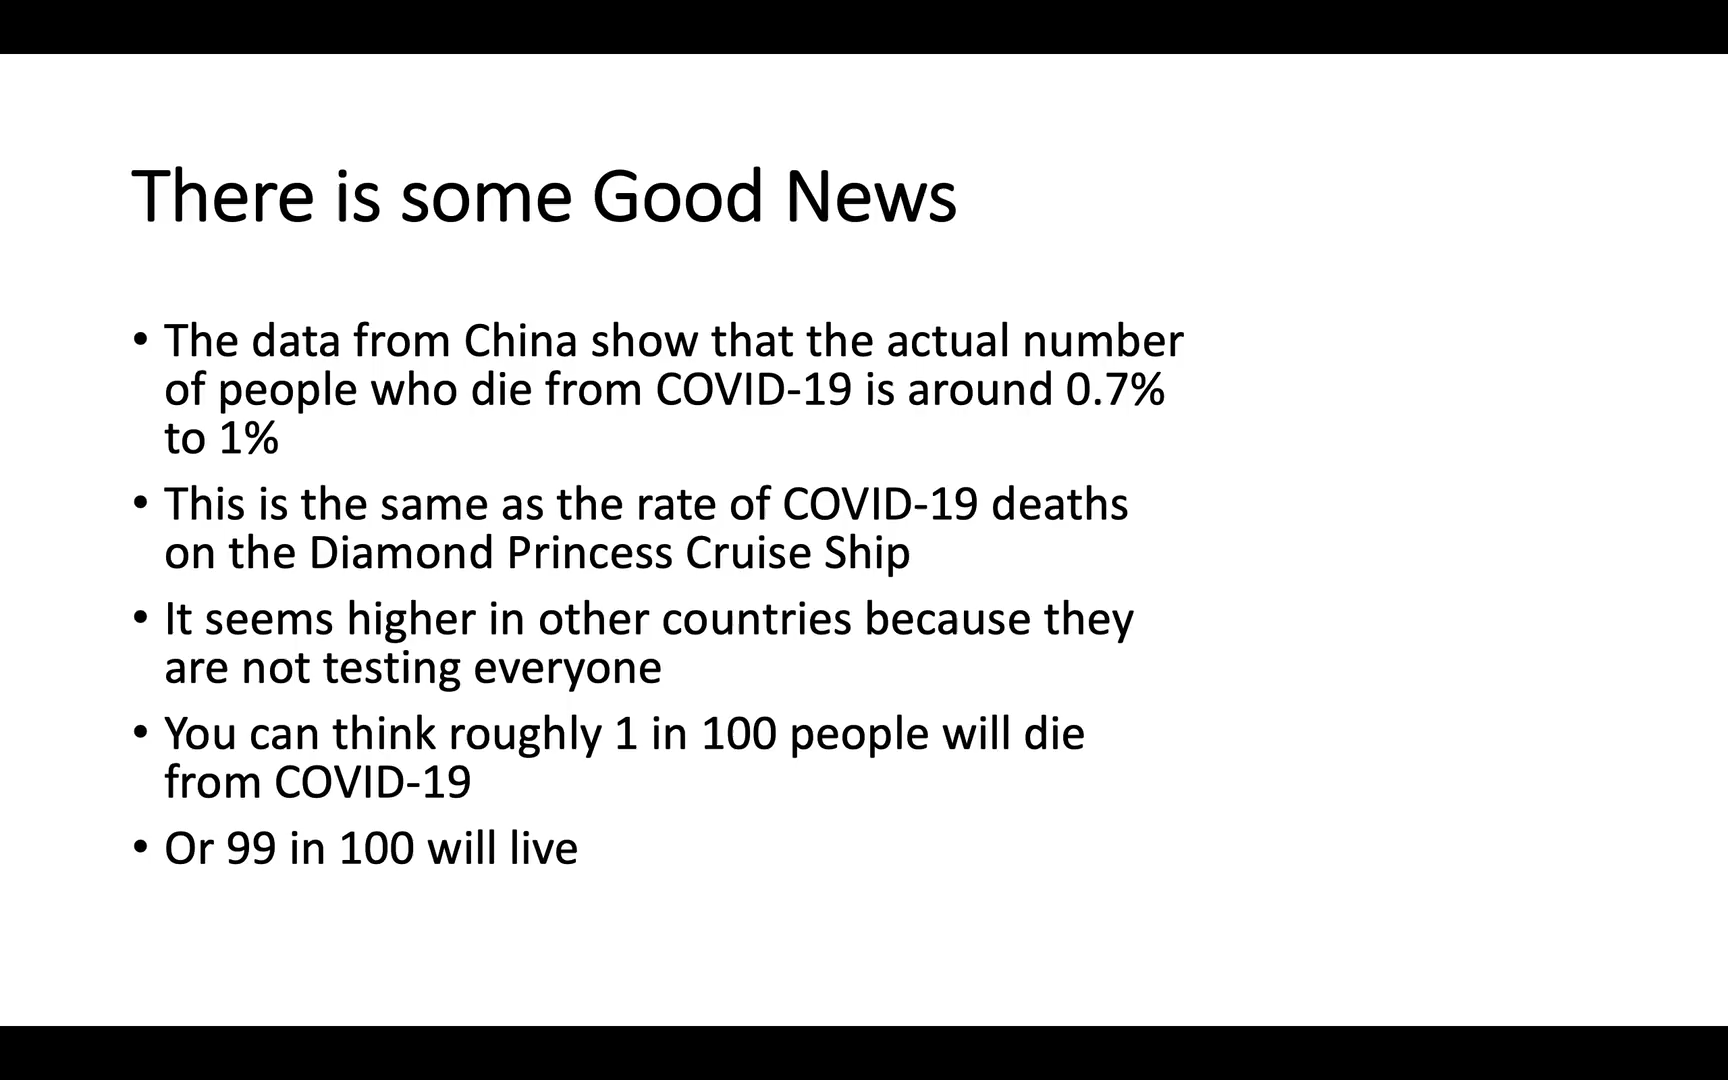 There is some Good News
• The data from China show that the actual number
of people who die from COVID-19 is around 0.7%
to 1%
• This is the same as the rate of COVID-19 deaths
on the Diamond Princess Cruise Ship
• It seems higher in other countries because they
are not testing everyone
• You can think roughly 1 in 100 people will die
from COVID-19
• Or 99 in 100 will live